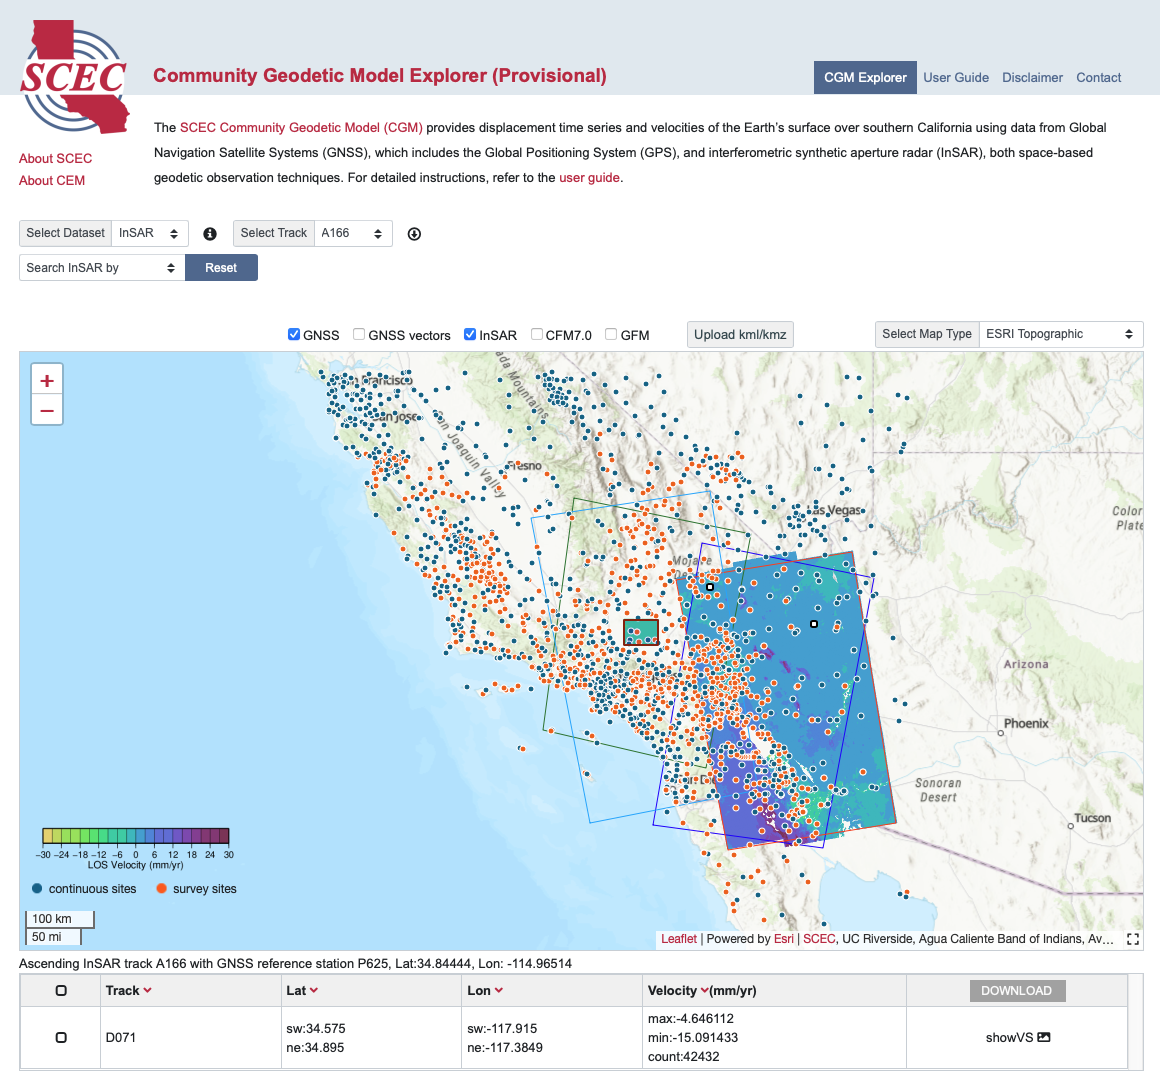 SCEC
Community Geodetic Model Explorer (Provisional)
CGM Explorer
User Guide
Disclaimer
Contact
About SCEC
About CEM
The SCEC Community Geodetic Model (CGM) provides displacement time series and velocities of the Earth's surface over southern California using data from Global
Navigation Satellite Systems (GNSS), which includes the Global Positioning System (GPS), and interferometric synthetic aperture radar (InSAR), both space-based
geodetic observation techniques. For detailed instructions, refer to the user guide.
Select Dataset InSAR Select Track A166
Search InSAR by Reset
GNSS GNSS vectors InSAR CFM7.0 GFM Upload kml/kmz Select Map Type ESRI Topographic
+
−
San Joaquin Valley
Fresno
Las Vegas
Mojave
Arizona
Phoenix
Sonoran
Desert
Tucson
−30 −24 −18 −12 −6 0 6 12 18 24 30
LOS Velocity (mm/yr)
continuous sites survey sites
100 km
50 mi
Leaflet | Powered by Esri | SCEC, UC Riverside, Agua Caliente Band of Indians, Av...
Ascending InSAR track A166 with GNSS reference station P625, Lat:34.84444, Lon: -114.96514
Track Lat Lon Velocity (mm/yr) DOWNLOAD
D071
sw:34.575
ne:34.895
sw:-117.915
ne:-117.3849
max:-4.646112
min:-15.091433
count:42432
showVS